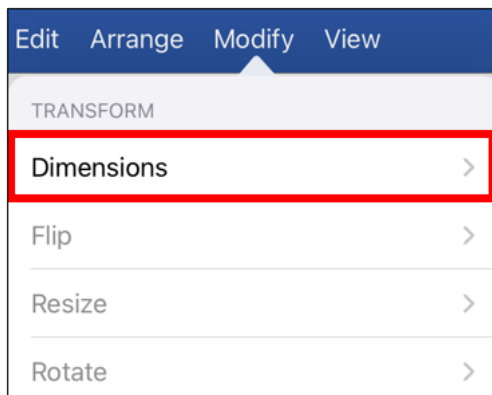 Edit Arrange Modify View
TRANSFORM
Dimensions
Flip
Resize
Rotate